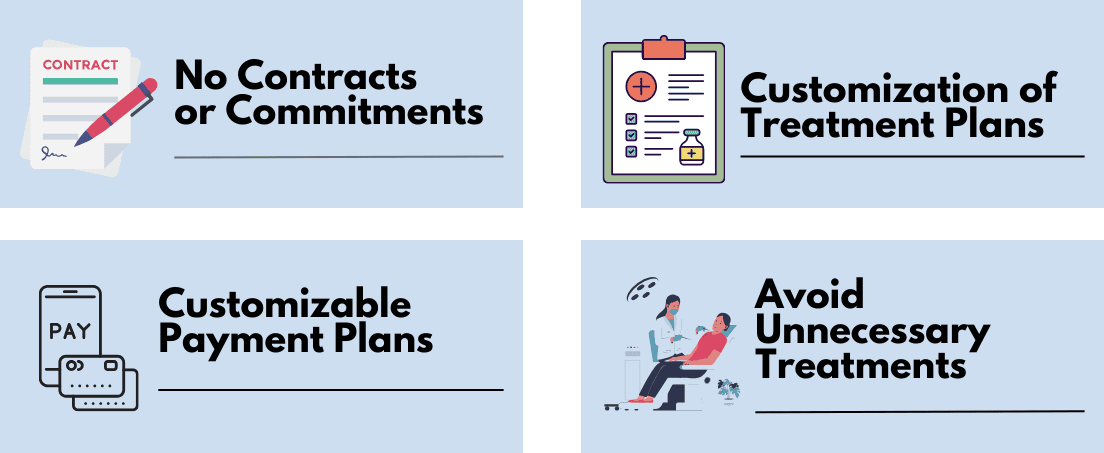 CONTRACT
No Contracts
or Commitments
Customization of
Treatment Plans
PAY
Customizable
Payment Plans
Avoid
Unnecessary
Treatments